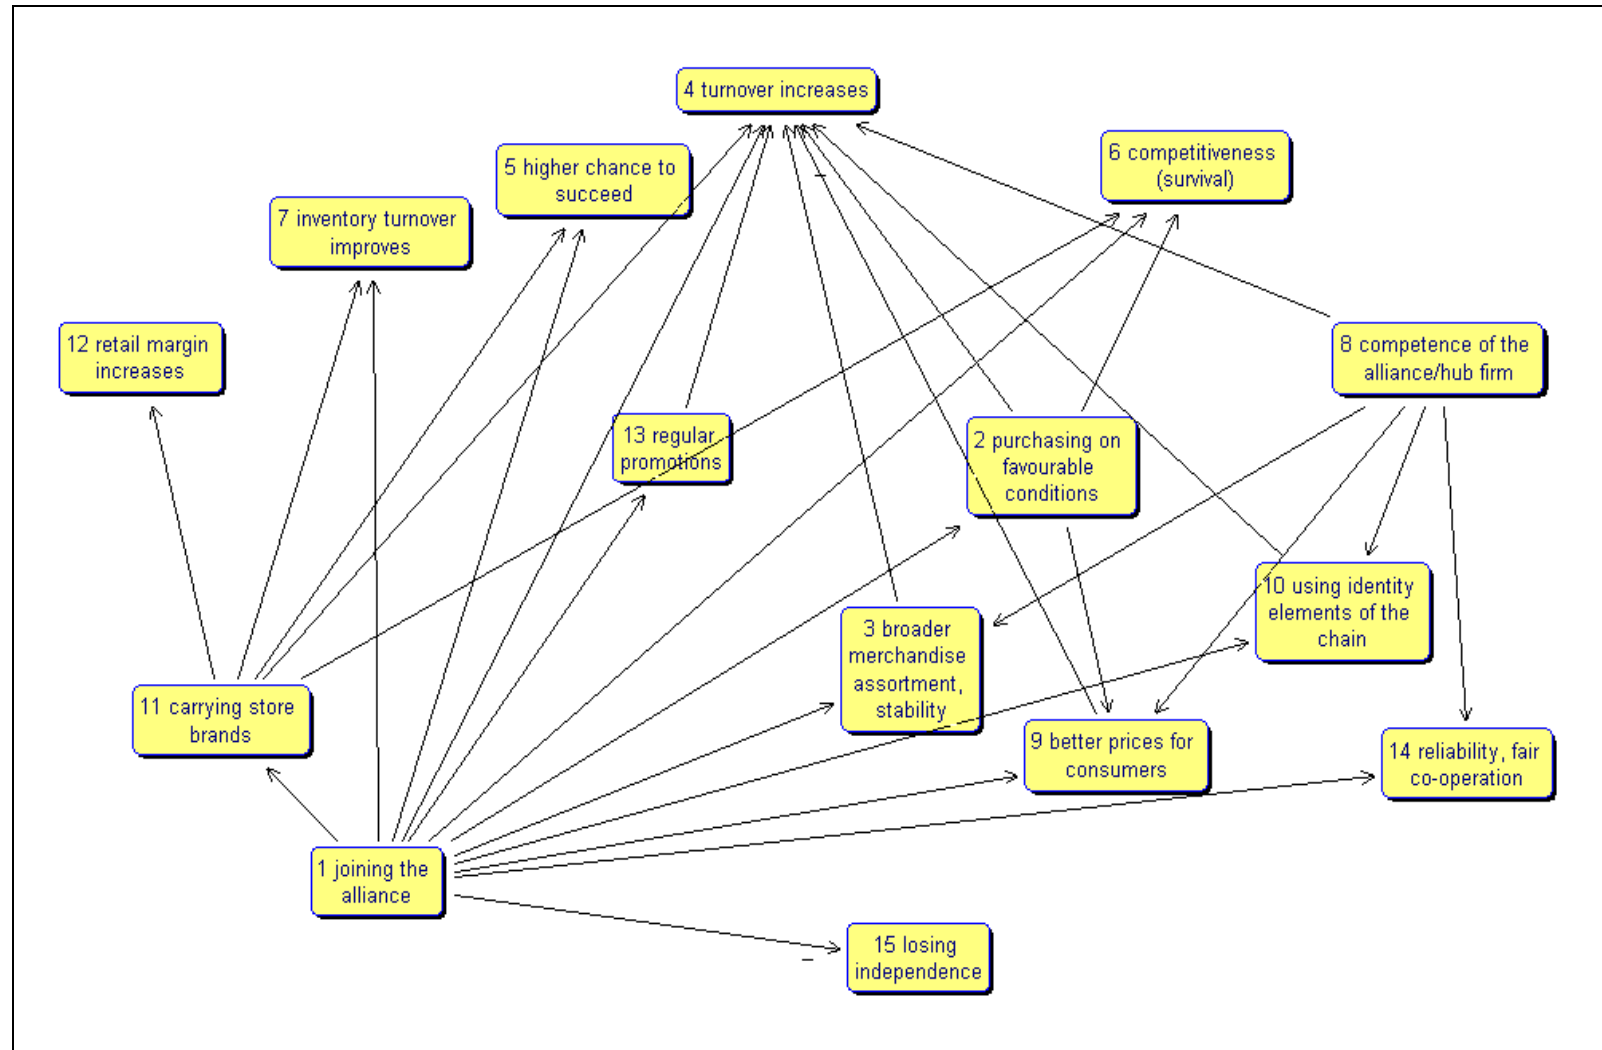 4 turnover increases
6 competitiveness
(survival)
5 higher chance to
succeed
–
7 inventory turnover
improves
12 retail margin
increases
8 competence of the
alliance/hub firm
13 regular
promotions
2 purchasing on
favourable
conditions
10 using identity
elements of the
chain
3 broader
merchandise
assortment,
stability
11 carrying store
brands
9 better prices for
consumers
14 reliability, fair
co-operation
1 joining the
alliance
15 losing
independence
–